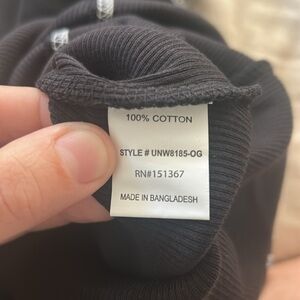 100% COTTON
STYLE # UNW8185-OG
RN#151367
MADE IN BANGLADESH